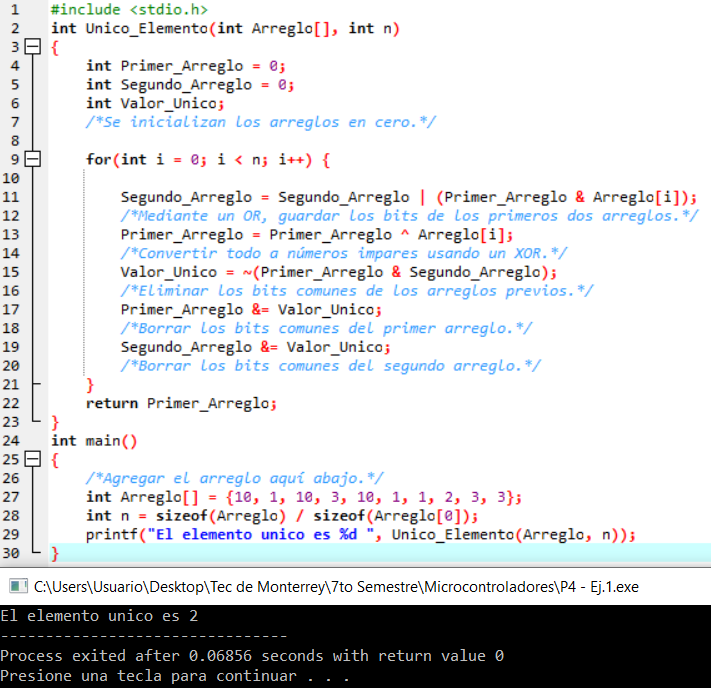 1 #include <stdio.h>
2 int Unico_Elemento(int Arreglo[], int n)
3 {
4 int Primer_Arreglo = 0;
5 int Segundo_Arreglo = 0;
6 int Valor_Unico;
7 /*Se inicializan los arreglos en cero.*/
8
9 for(int i = 0; i < n; i++) {
10
11 Segundo_Arreglo = Segundo_Arreglo | (Primer_Arreglo & Arreglo[i]);
12 /*Mediante un OR, guardar los bits de los primeros dos arreglos.*/
13 Primer_Arreglo = Primer_Arreglo ^ Arreglo[i];
14 /*Convertir todo a números impares usando un XOR.*/
15 Valor_Unico = ~(Primer_Arreglo & Segundo_Arreglo);
16 /*Eliminar los bits comunes de los arreglos previos.*/
17 Primer_Arreglo &= Valor_Unico;
18 /*Borrar los bits comunes del primer arreglo.*/
19 Segundo_Arreglo &= Valor_Unico;
20 /*Borrar los bits comunes del segundo arreglo.*/
21 }
22 return Primer_Arreglo;
23 }
24 int main()
25 {
26 /*Agregar el arreglo aquí abajo.*/
27 int Arreglo[] = {10, 1, 10, 3, 10, 1, 1, 2, 3, 3};
28 int n = sizeof(Arreglo) / sizeof(Arreglo[0]);
29 printf("El elemento unico es %d ", Unico_Elemento(Arreglo, n));
30 }
C:\Users\Usuario\Desktop\Tec de Monterrey\7to Semestre\Microcontroladores\P4 - Ej.1.exe
El elemento unico es 2
--------------------------------
Process exited after 0.06856 seconds with return value 0
Presione una tecla para continuar . . .